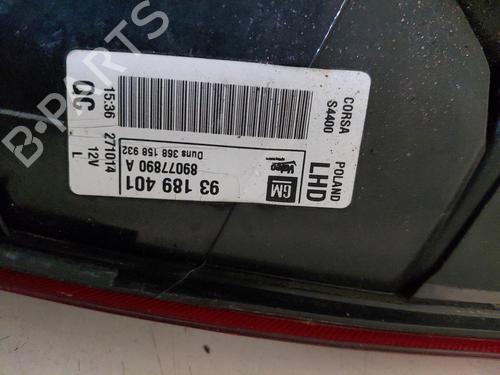 CORSA
S4400
POLAND
LHD
GM
Valeo
93 189 401
89077890 A
Duns 368 158 932
15:36 271014 12V
QC L
B-PARTS